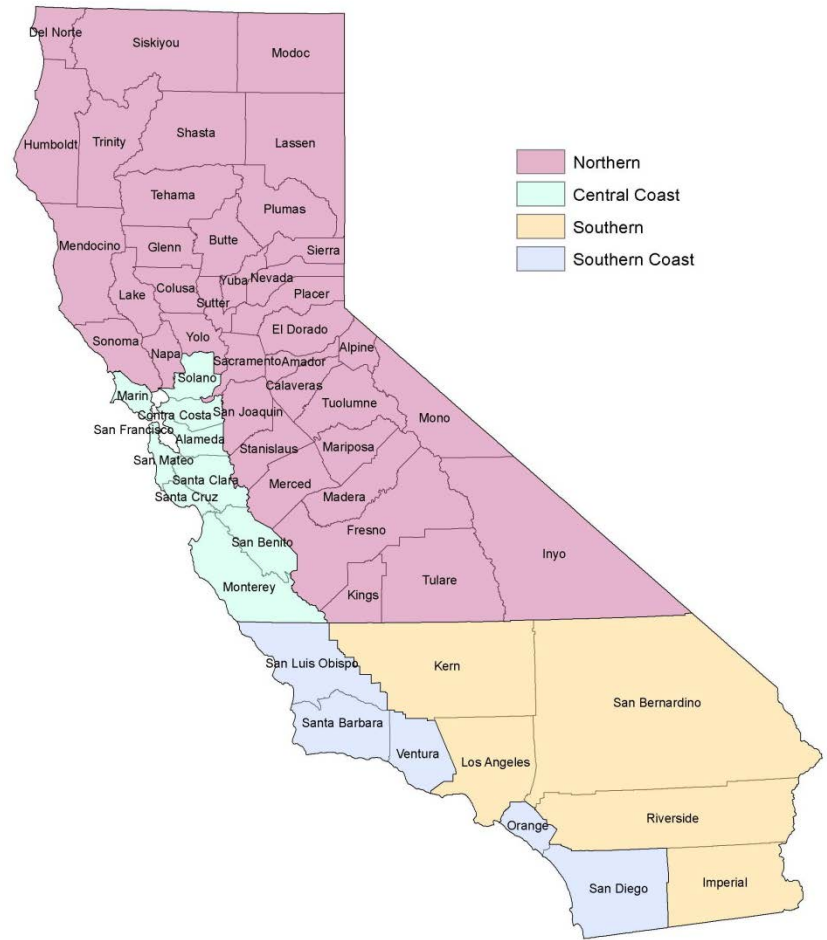 Del Norte
Siskiyou
Modoc
Humboldt
Trinity
Shasta
Lassen
Northern
Central Coast
Southern
Southern Coast
Tehama
Plumas
Mendocino
Glenn
Butte
Sierra
Lake
Colusa
Yuba
Nevada
Sutter
Placer
Sonoma
Napa
Yolo
El Dorado
Sacramento
Amador
Alpine
Marin
Solano
Calaveras
Tuolumne
Mono
Contra Costa
San Joaquin
San Francisco
Alameda
Stanislaus
Mariposa
San Mateo
Santa Clara
Merced
Madera
Santa Cruz
Fresno
San Benito
Inyo
Monterey
Kings
Tulare
San Luis Obispo
Kern
San Bernardino
Santa Barbara
Ventura
Los Angeles
Orange
Riverside
San Diego
Imperial